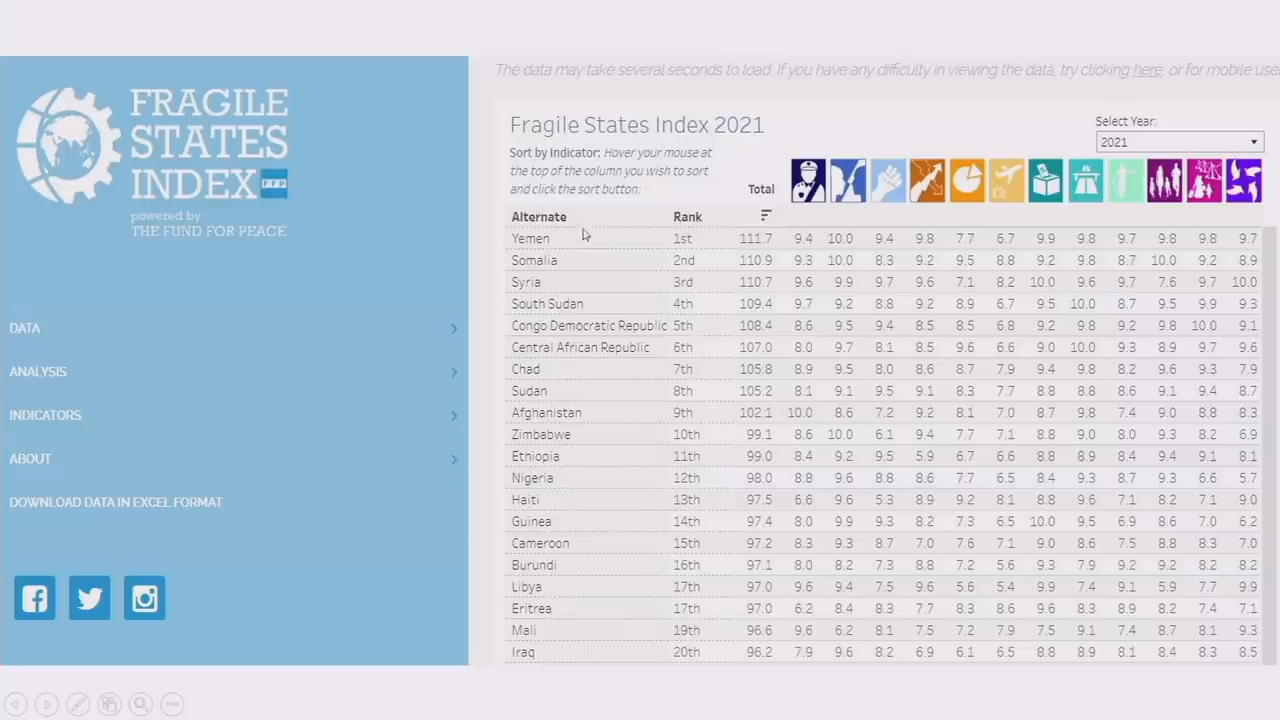 The data may take several seconds to load. If you have any difficulty in viewing the data, try clicking here, or for mobile use
FRAGILE
STATES
INDEX FFP
powered by
THE FUND FOR PEACE
DATA
ANALYSIS
INDICATORS
ABOUT
DOWNLOAD DATA IN EXCEL FORMAT
Fragile States Index 2021
Select Year:
2021
Sort by Indicator: Hover your mouse at
the top of the column you wish to sort
and click the sort button:
Total
Alternate Rank
Yemen 1st 111.7 9.4 10.0 9.4 9.8 7.7 6.7 9.9 9.8 9.7 9.8 9.8 9.7
Somalia 2nd 110.9 9.3 10.0 8.3 9.2 9.5 8.8 9.2 9.8 8.7 10.0 9.2 8.9
Syria 3rd 110.7 9.6 9.9 9.7 9.6 7.1 8.2 10.0 9.6 9.7 7.6 9.7 10.0
South Sudan 4th 109.4 9.7 9.2 8.8 9.2 8.9 6.7 9.5 10.0 8.7 9.5 9.9 9.3
Congo Democratic Republic 5th 108.4 8.6 9.5 9.4 8.5 8.5 6.8 9.2 9.8 9.2 9.8 10.0 9.1
Central African Republic 6th 107.0 8.0 9.7 8.1 8.5 9.6 6.6 9.0 10.0 9.3 8.9 9.7 9.6
Chad 7th 105.8 8.9 9.5 8.0 8.6 8.7 7.9 9.4 9.8 8.2 9.6 9.3 7.9
Sudan 8th 105.2 8.1 9.1 9.5 9.1 8.3 7.7 8.8 8.8 8.6 9.1 9.4 8.7
Afghanistan 9th 102.1 10.0 8.6 7.2 9.2 8.1 7.0 8.7 9.8 7.4 9.0 8.8 8.3
Zimbabwe 10th 99.1 8.6 10.0 6.1 9.4 7.7 7.1 8.8 9.0 8.0 9.3 8.2 6.9
Ethiopia 11th 99.0 8.4 9.2 9.5 5.9 6.7 6.6 8.8 8.9 8.4 9.4 9.1 8.1
Nigeria 12th 98.0 8.8 9.6 8.8 8.6 7.7 6.5 8.4 9.3 8.7 9.3 6.6 5.7
Haiti 13th 97.5 6.6 9.6 5.3 8.9 9.2 8.1 8.8 9.6 7.1 8.2 7.1 9.0
Guinea 14th 97.4 8.0 9.9 9.3 8.2 7.3 6.5 10.0 9.5 6.9 8.6 7.0 6.2
Cameroon 15th 97.2 8.3 9.3 8.7 7.0 7.6 7.1 9.0 8.6 7.5 8.8 8.3 7.0
Burundi 16th 97.1 8.0 8.2 7.3 8.8 7.2 5.6 9.3 7.9 9.2 9.2 8.2 8.2
Libya 17th 97.0 9.6 9.4 7.5 9.6 5.6 5.4 9.9 7.4 9.1 5.9 7.7 9.9
Eritrea 17th 97.0 6.2 8.4 8.3 7.7 8.3 8.6 9.6 8.3 8.9 8.2 7.4 7.1
Mali 19th 96.6 9.6 6.2 8.1 7.5 7.2 7.9 7.5 9.1 7.4 8.7 8.1 9.3
Iraq 20th 96.2 7.9 9.6 8.2 6.9 6.1 6.5 8.8 8.9 8.1 8.4 8.3 8.5